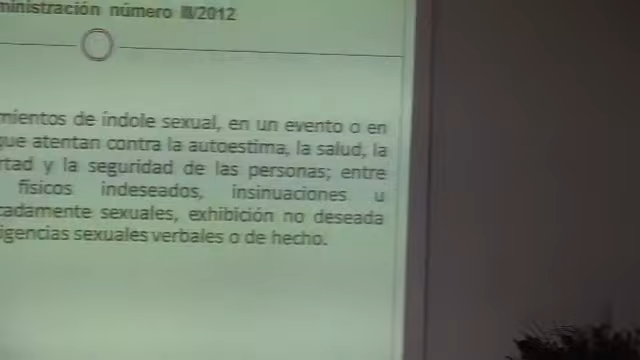 ministración número III/2012
mientos de índole sexual, en un evento o en
que atentan contra la autoestima, la salud, la
rtad y la seguridad de las personas; entre
físicos indeseados, insinuaciones u
cadamente sexuales, exhibición no deseada
igencias sexuales verbales o de hecho.